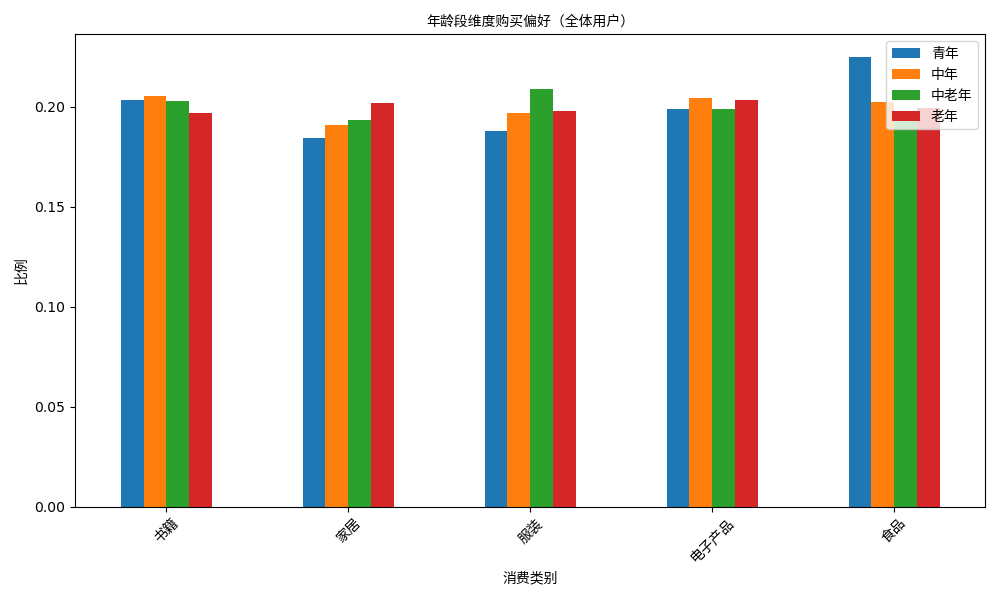 年龄段维度购买偏好（全体用户）
青年
中年
中老年
老年
比例
0.20
0.15
0.10
0.05
0.00
书籍
家居
服装
电子产品
食品
消费类别